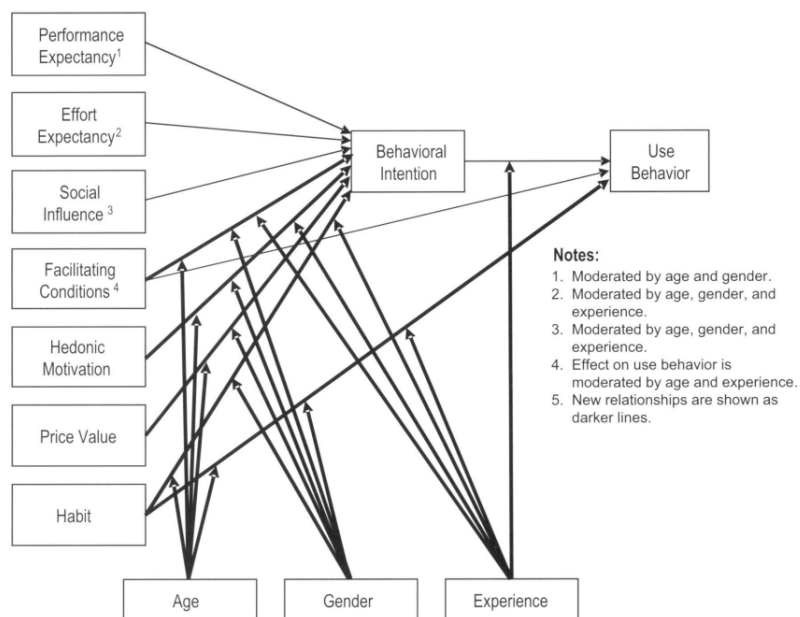 Performance
Expectancy1
Effort
Expectancy2
Social
Influence 3
Facilitating
Conditions 4
Hedonic
Motivation
Price Value
Habit
Behavioral
Intention
Use
Behavior
Notes:
1. Moderated by age and gender.
2. Moderated by age, gender, and
experience.
3. Moderated by age, gender, and
experience.
4. Effect on use behavior is
moderated by age and experience.
5. New relationships are shown as
darker lines.
Age
Gender
Experience